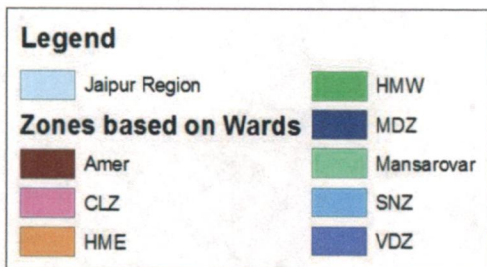 Legend
Jaipur Region
Zones based on Wards
Amer
CLZ
HME
HMW
MDZ
Mansarovar
SNZ
VDZ